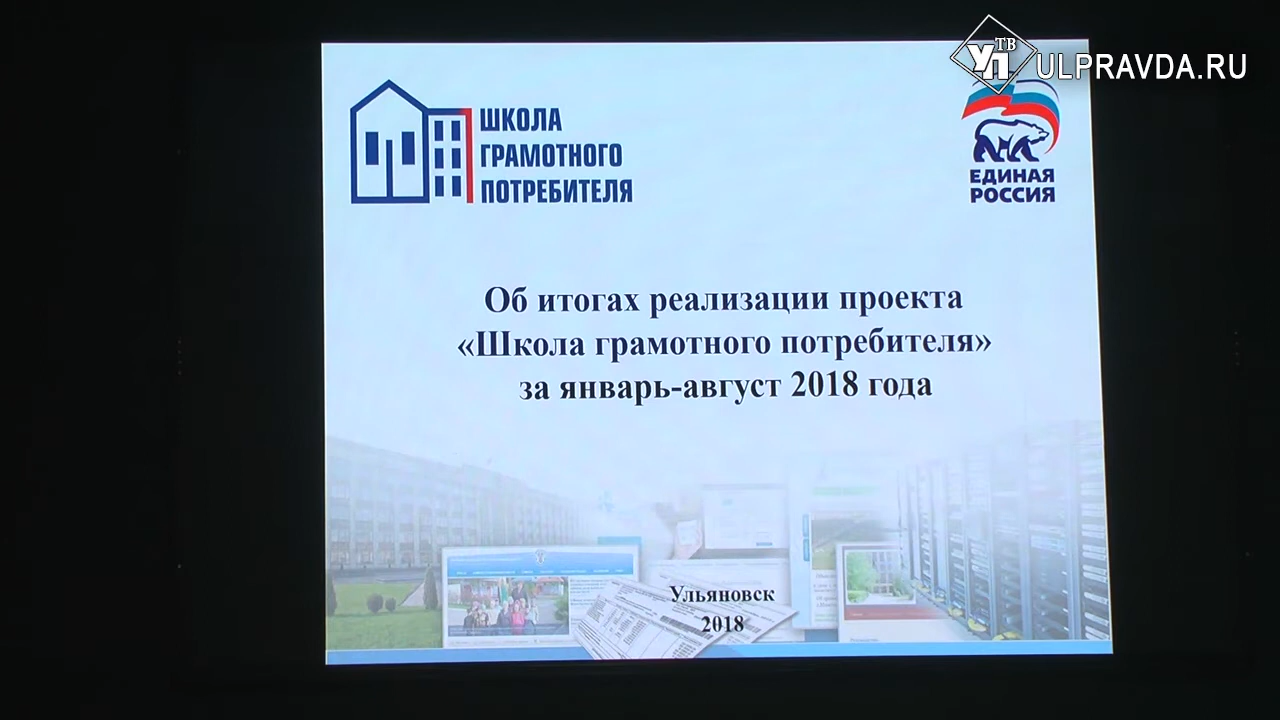 УП ТВ
ULPRAVDA.RU
ШКОЛА
ГРАМОТНОГО
ПОТРЕБИТЕЛЯ
ЕДИНАЯ
РОССИЯ
Об итогах реализации проекта
«Школа грамотного потребителя»
за январь-август 2018 года
Ульяновск
2018